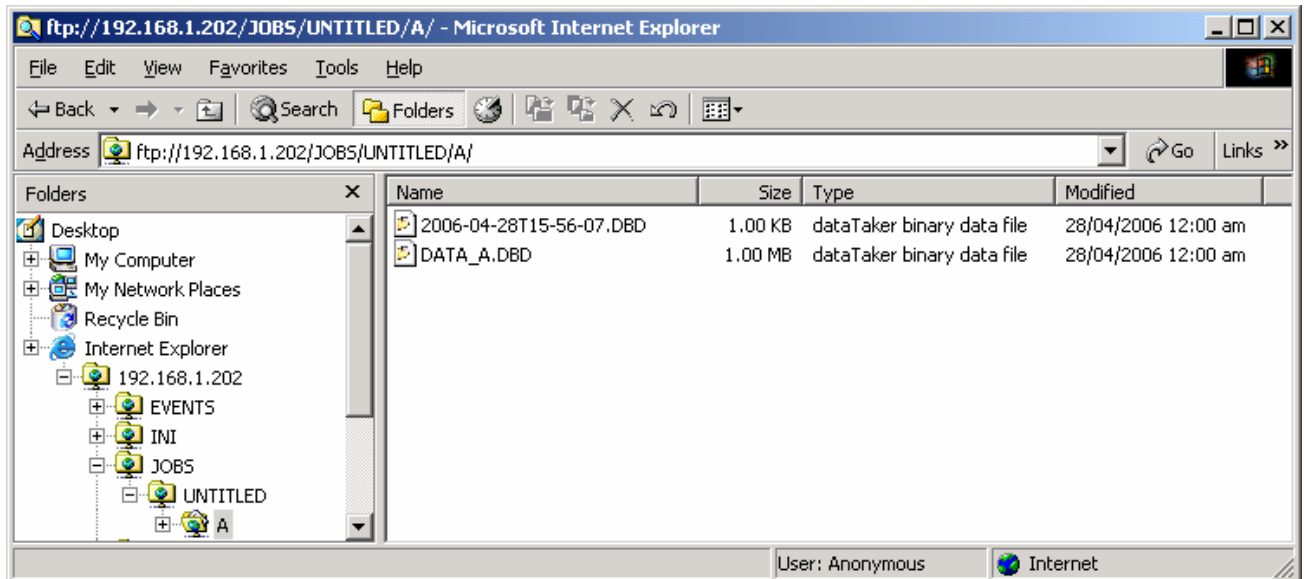 ftp://192.168.1.202/JOBS/UNTITLED/A/ - Microsoft Internet Explorer
File Edit View Favorites Tools Help
Back Search Folders
Address ftp://192.168.1.202/JOBS/UNTITLED/A/ Go Links »
Folders
Desktop
My Computer
My Network Places
Recycle Bin
Internet Explorer
192.168.1.202
EVENTS
INI
JOBS
UNTITLED
A
Name Size Type Modified
2006-04-28T15-56-07.DBD 1.00 KB dataTaker binary data file 28/04/2006 12:00 am
DATA_A.DBD 1.00 MB dataTaker binary data file 28/04/2006 12:00 am
User: Anonymous Internet